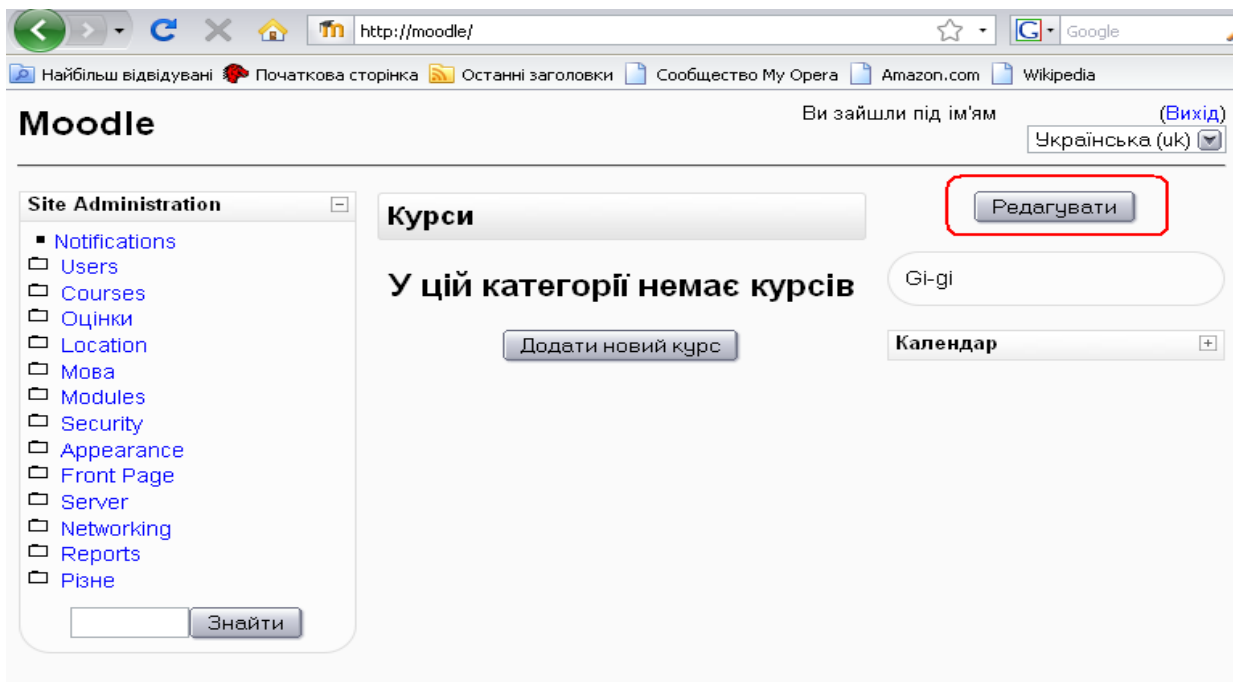 http://moodle/
Google
Найбільш відвідувані Початкова сторінка Останні заголовки Сообщество My Opera Amazon.com Wikipedia
Moodle
Ви зайшли під ім'ям (Вихід)
Українська (uk)
Site Administration
Notifications
Users
Courses
Оцінки
Location
Мова
Modules
Security
Appearance
Front Page
Server
Networking
Reports
Різне
Знайти
Курси
У цій категорії немає курсів
Додати новий курс
Редагувати
Gi-gi
Календар